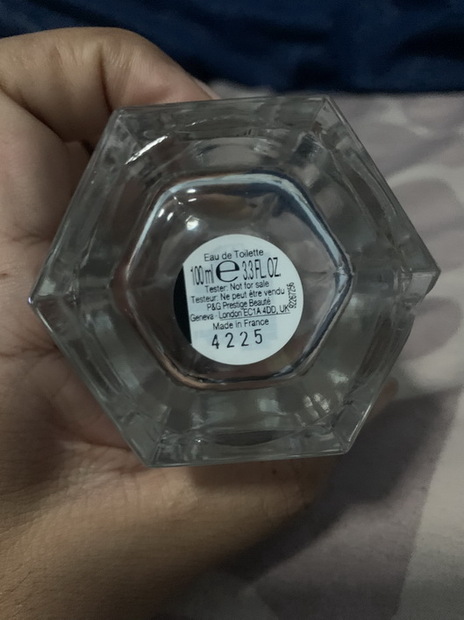 Eau de Toilette
100 ml e 3.3 FL.OZ.
Tester: Not for sale
Testeur: Ne peut être vendu
P&G Prestige Beauté
Geneva - London EC1A 4DD, UK
Made in France
4225